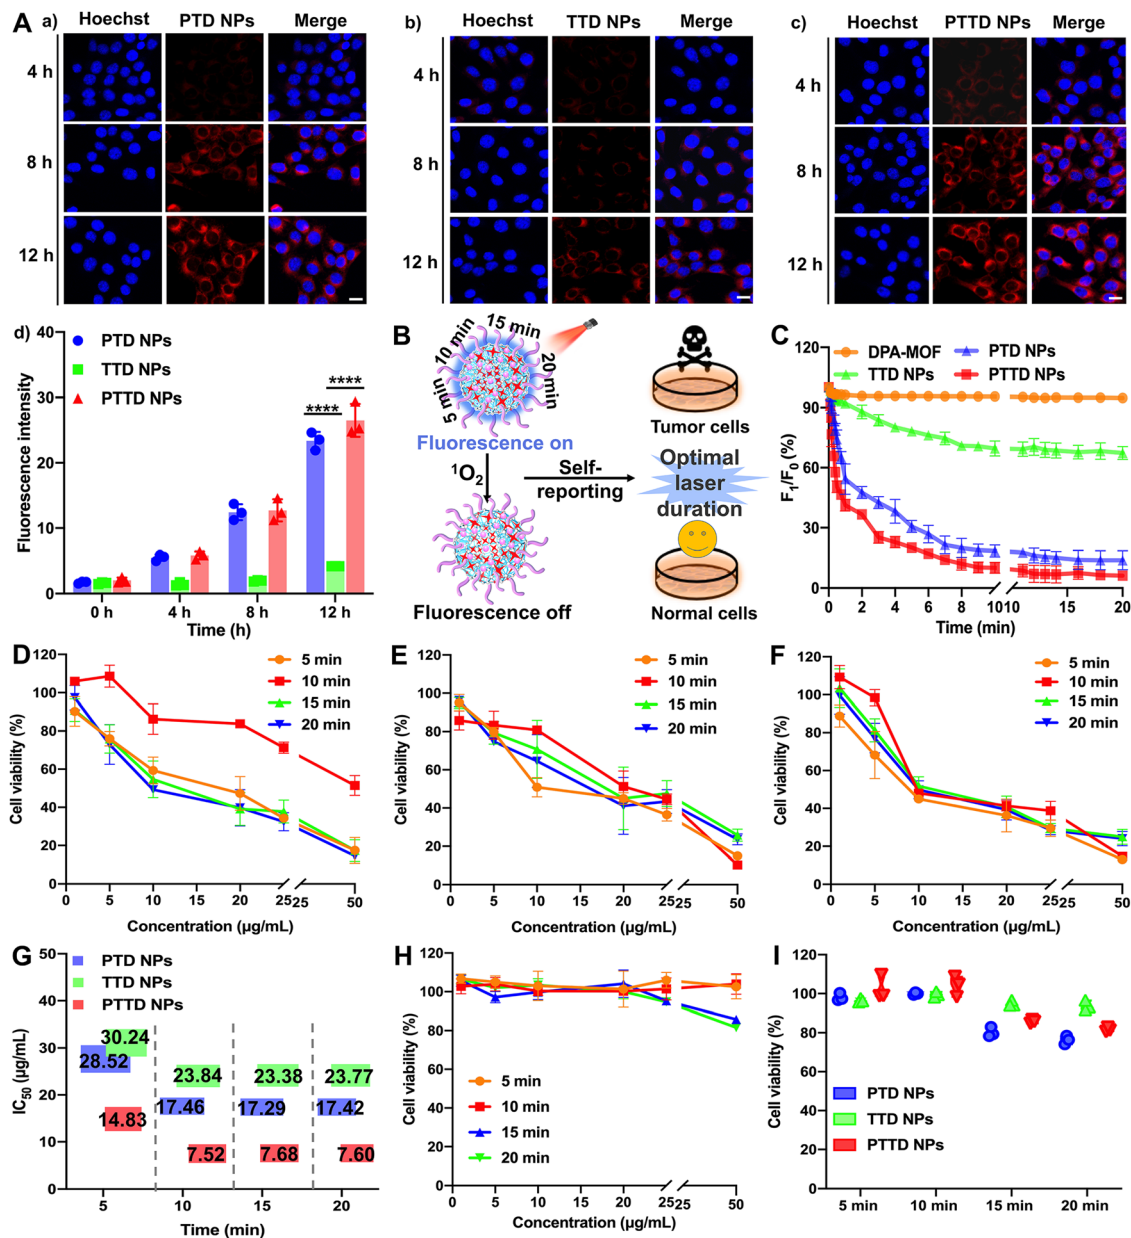 A
a)
Hoechst PTD NPs Merge
4 h
8 h
12 h
b)
Hoechst TTD NPs Merge
4 h
8 h
12 h
c)
Hoechst PTTD NPs Merge
4 h
8 h
12 h
d)
40
30
20
10
0
Fluorescence intensity
PTD NPs
TTD NPs
PTTD NPs
****
****
0 h 4 h 8 h 12 h
Time (h)
B
5 min 10 min 15 min 20 min
Fluorescence on
¹O₂
Self-
reporting
Fluorescence off
Tumor cells
Optimal
laser
duration
Normal cells
C
DPA-MOF PTD NPs
TTD NPs PTTD NPs
120
90
60
30
0
F₁/F₀ (%)
0 2 4 6 8 10 10 15 20
Time (min)
D
120
100
80
60
40
20
0
Cell viability (%)
5 min
10 min
15 min
20 min
0 5 10 15 20 25 25 50
Concentration (μg/mL)
E
120
100
80
60
40
20
0
Cell viability (%)
5 min
10 min
15 min
20 min
0 5 10 15 20 25 25 50
Concentration (μg/mL)
F
120
100
80
60
40
20
0
Cell viability (%)
5 min
10 min
15 min
20 min
0 5 10 15 20 25 25 50
Concentration (μg/mL)
G
50
40
30
20
10
0
IC₅₀ (μg/mL)
PTD NPs
TTD NPs
PTTD NPs
30.24
28.52
14.83
23.84
17.46
7.52
23.38
17.29
7.68
23.77
17.42
7.60
5 10 15 20
Time (min)
H
120
100
80
60
40
20
0
Cell viability (%)
5 min
10 min
15 min
20 min
0 5 10 15 20 25 25 50
Concentration (μg/mL)
I
120
100
80
60
40
20
0
Cell viability (%)
PTD NPs
TTD NPs
PTTD NPs
5 min 10 min 15 min 20 min